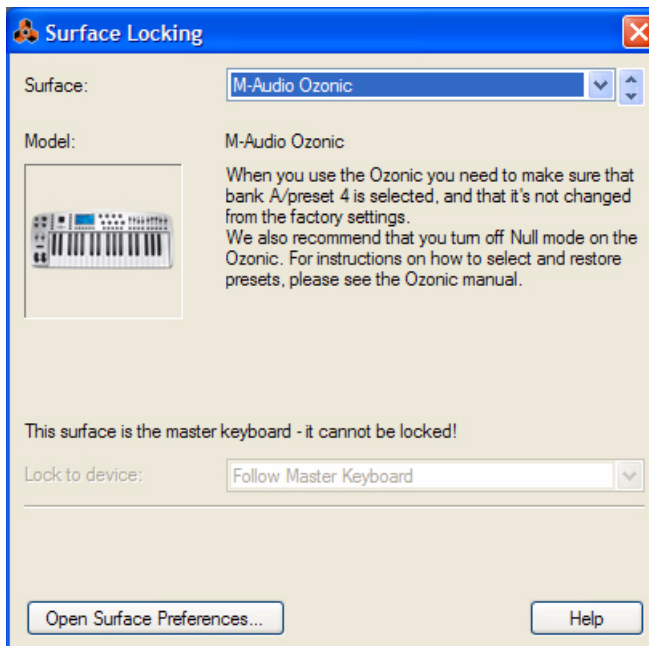 Surface Locking
Surface:
M-Audio Ozonic
Model:
M-Audio Ozonic
When you use the Ozonic you need to make sure that
bank A/preset 4 is selected, and that it's not changed
from the factory settings.
We also recommend that you turn off Null mode on the
Ozonic. For instructions on how to select and restore
presets, please see the Ozonic manual.
This surface is the master keyboard - it cannot be locked!
Lock to device:
Follow Master Keyboard
Open Surface Preferences...
Help